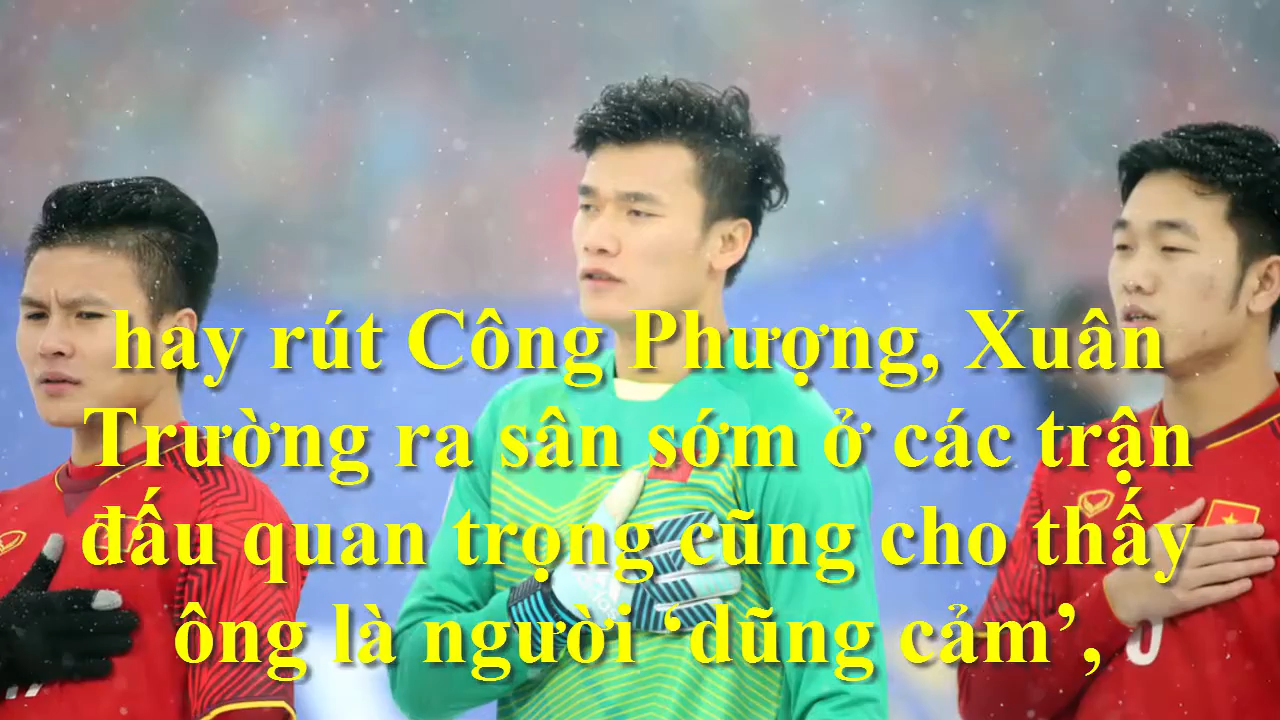 hay rút Công Phượng, Xuân
Trường ra sân sớm ở các trận
đấu quan trọng cũng cho thấy
ông là người ‘dũng cảm’,